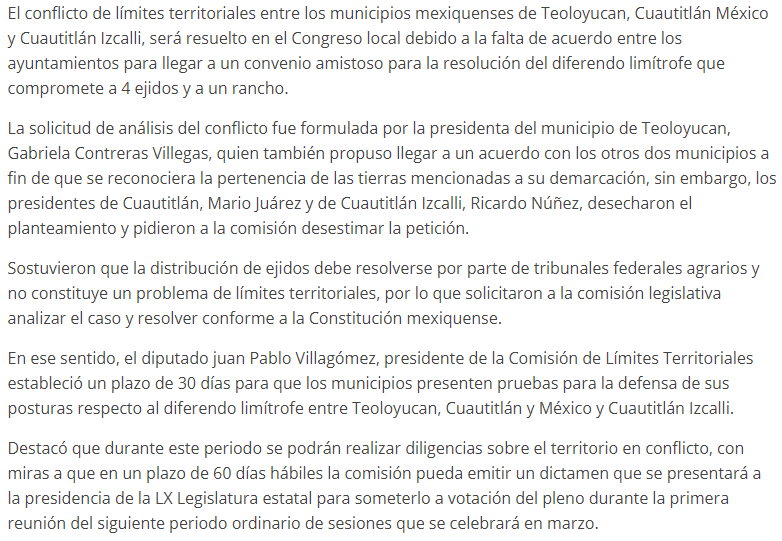 El conflicto de límites territoriales entre los municipios mexiquenses de Teoloyucan, Cuautitlán México
y Cuautitlán Izcalli, será resuelto en el Congreso local debido a la falta de acuerdo entre los
ayuntamientos para llegar a un convenio amistoso para la resolución del diferendo limítrofe que
compromete a 4 ejidos y a un rancho.
La solicitud de análisis del conflicto fue formulada por la presidenta del municipio de Teoloyucan,
Gabriela Contreras Villegas, quien también propuso llegar a un acuerdo con los otros dos municipios a
fin de que se reconociera la pertenencia de las tierras mencionadas a su demarcación, sin embargo, los
presidentes de Cuautitlán, Mario Juárez y de Cuautitlán Izcalli, Ricardo Núñez, desecharon el
planteamiento y pidieron a la comisión desestimar la petición.
Sostuvieron que la distribución de ejidos debe resolverse por parte de tribunales federales agrarios y
no constituye un problema de límites territoriales, por lo que solicitaron a la comisión legislativa
analizar el caso y resolver conforme a la Constitución mexiquense.
En ese sentido, el diputado juan Pablo Villagómez, presidente de la Comisión de Límites Territoriales
estableció un plazo de 30 días para que los municipios presenten pruebas para la defensa de sus
posturas respecto al diferendo limítrofe entre Teoloyucan, Cuautitlán y México y Cuautitlán Izcalli.
Destacó que durante este periodo se podrán realizar diligencias sobre el territorio en conflicto, con
miras a que en un plazo de 60 días hábiles la comisión pueda emitir un dictamen que se presentará a
la presidencia de la LX Legislatura estatal para someterlo a votación del pleno durante la primera
reunión del siguiente periodo ordinario de sesiones que se celebrará en marzo.